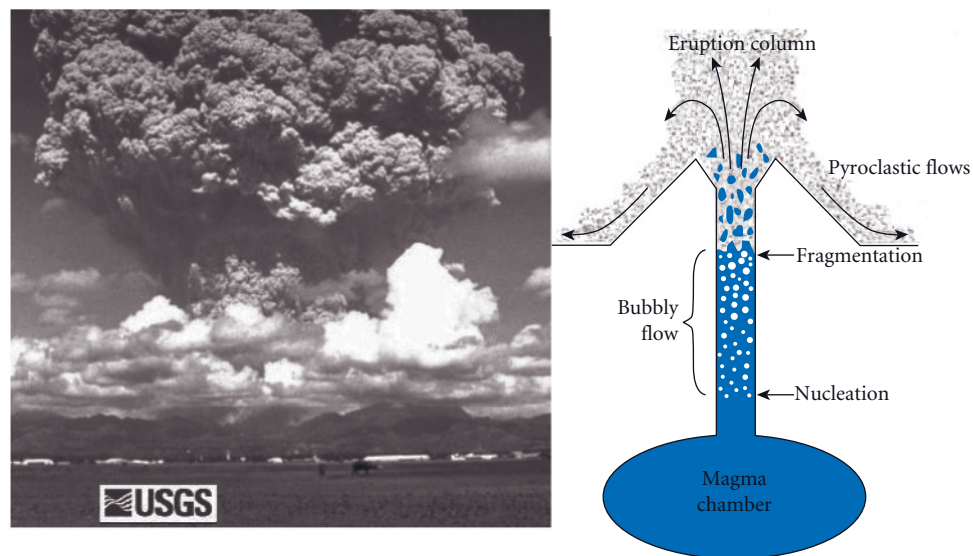 USGS
Eruption column
Pyroclastic flows
Fragmentation
Bubbly
flow
Nucleation
Magma
chamber